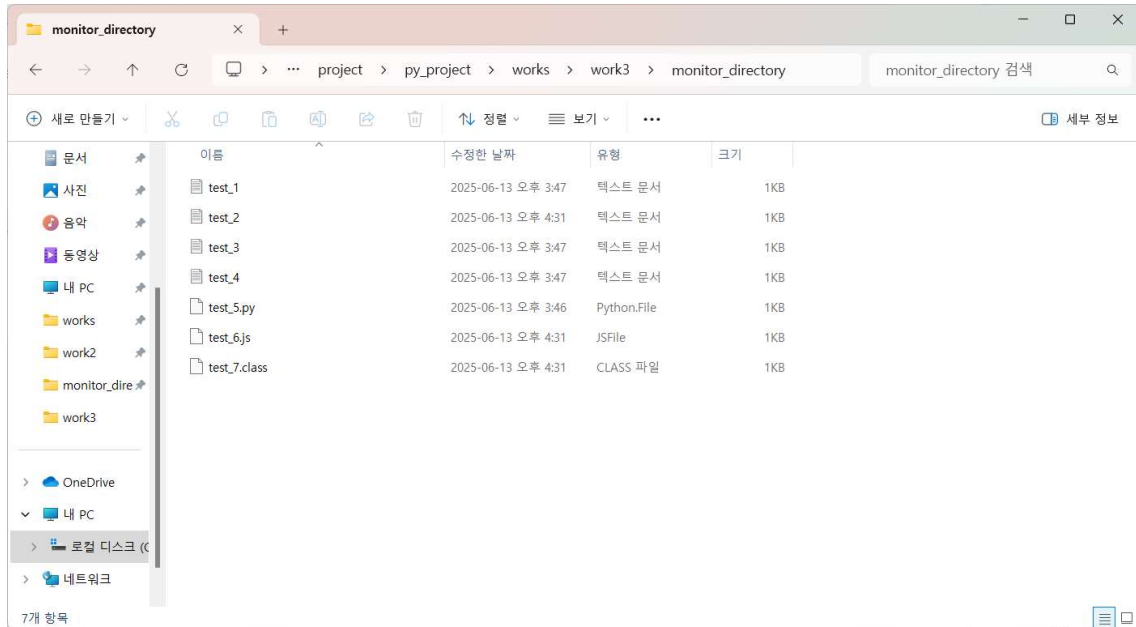 monitor_directory
project > py_project > works > work3 > monitor_directory
monitor_directory 검색
새로 만들기
정렬
보기
세부 정보
문서
사진
음악
동영상
내 PC
works
work2
monitor_dire
work3
OneDrive
내 PC
로컬 디스크 (C
네트워크
이름 수정한 날짜 유형 크기
test_1 2025-06-13 오후 3:47 텍스트 문서 1KB
test_2 2025-06-13 오후 4:31 텍스트 문서 1KB
test_3 2025-06-13 오후 3:47 텍스트 문서 1KB
test_4 2025-06-13 오후 3:47 텍스트 문서 1KB
test_5.py 2025-06-13 오후 3:46 Python.File 1KB
test_6.js 2025-06-13 오후 4:31 JSFile 1KB
test_7.class 2025-06-13 오후 4:31 CLASS 파일 1KB
7개 항목